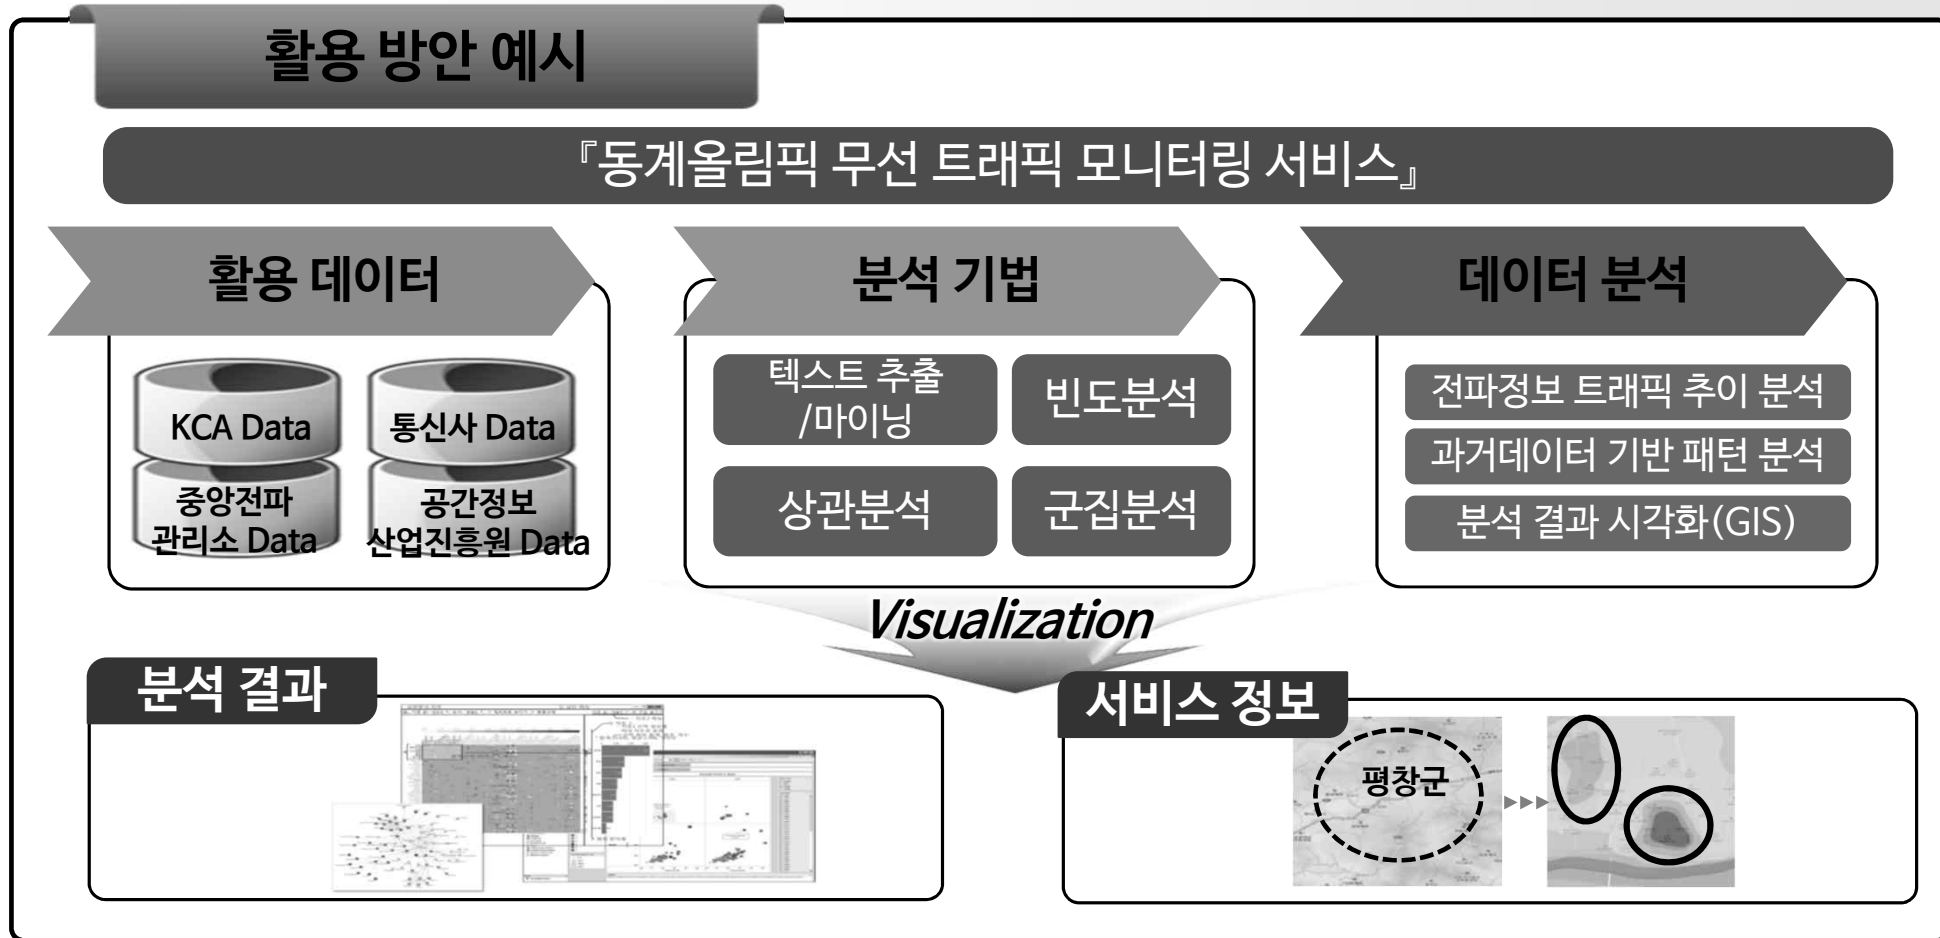 활용 방안 예시
『동계올림픽 무선 트래픽 모니터링 서비스』
활용 데이터
KCA Data
통신사 Data
중앙전파
관리소 Data
공간정보
산업진흥원 Data
분석 기법
텍스트 추출
/마이닝
빈도분석
상관분석
군집분석
데이터 분석
전파정보 트래픽 추이 분석
과거데이터 기반 패턴 분석
분석 결과 시각화(GIS)
Visualization
분석 결과
서비스 정보
평창군